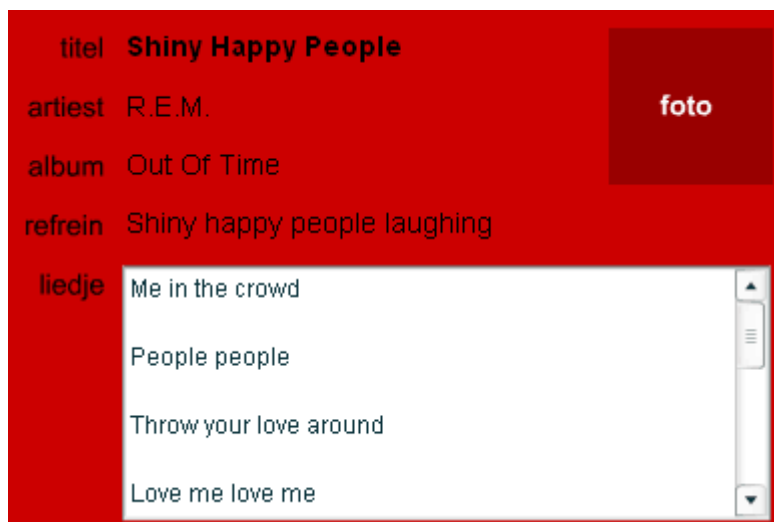 titel Shiny Happy People
foto
artiest R.E.M.
album Out Of Time
refrein Shiny happy people laughing
liedje Me in the crowd
People people
Throw your love around
Love me love me